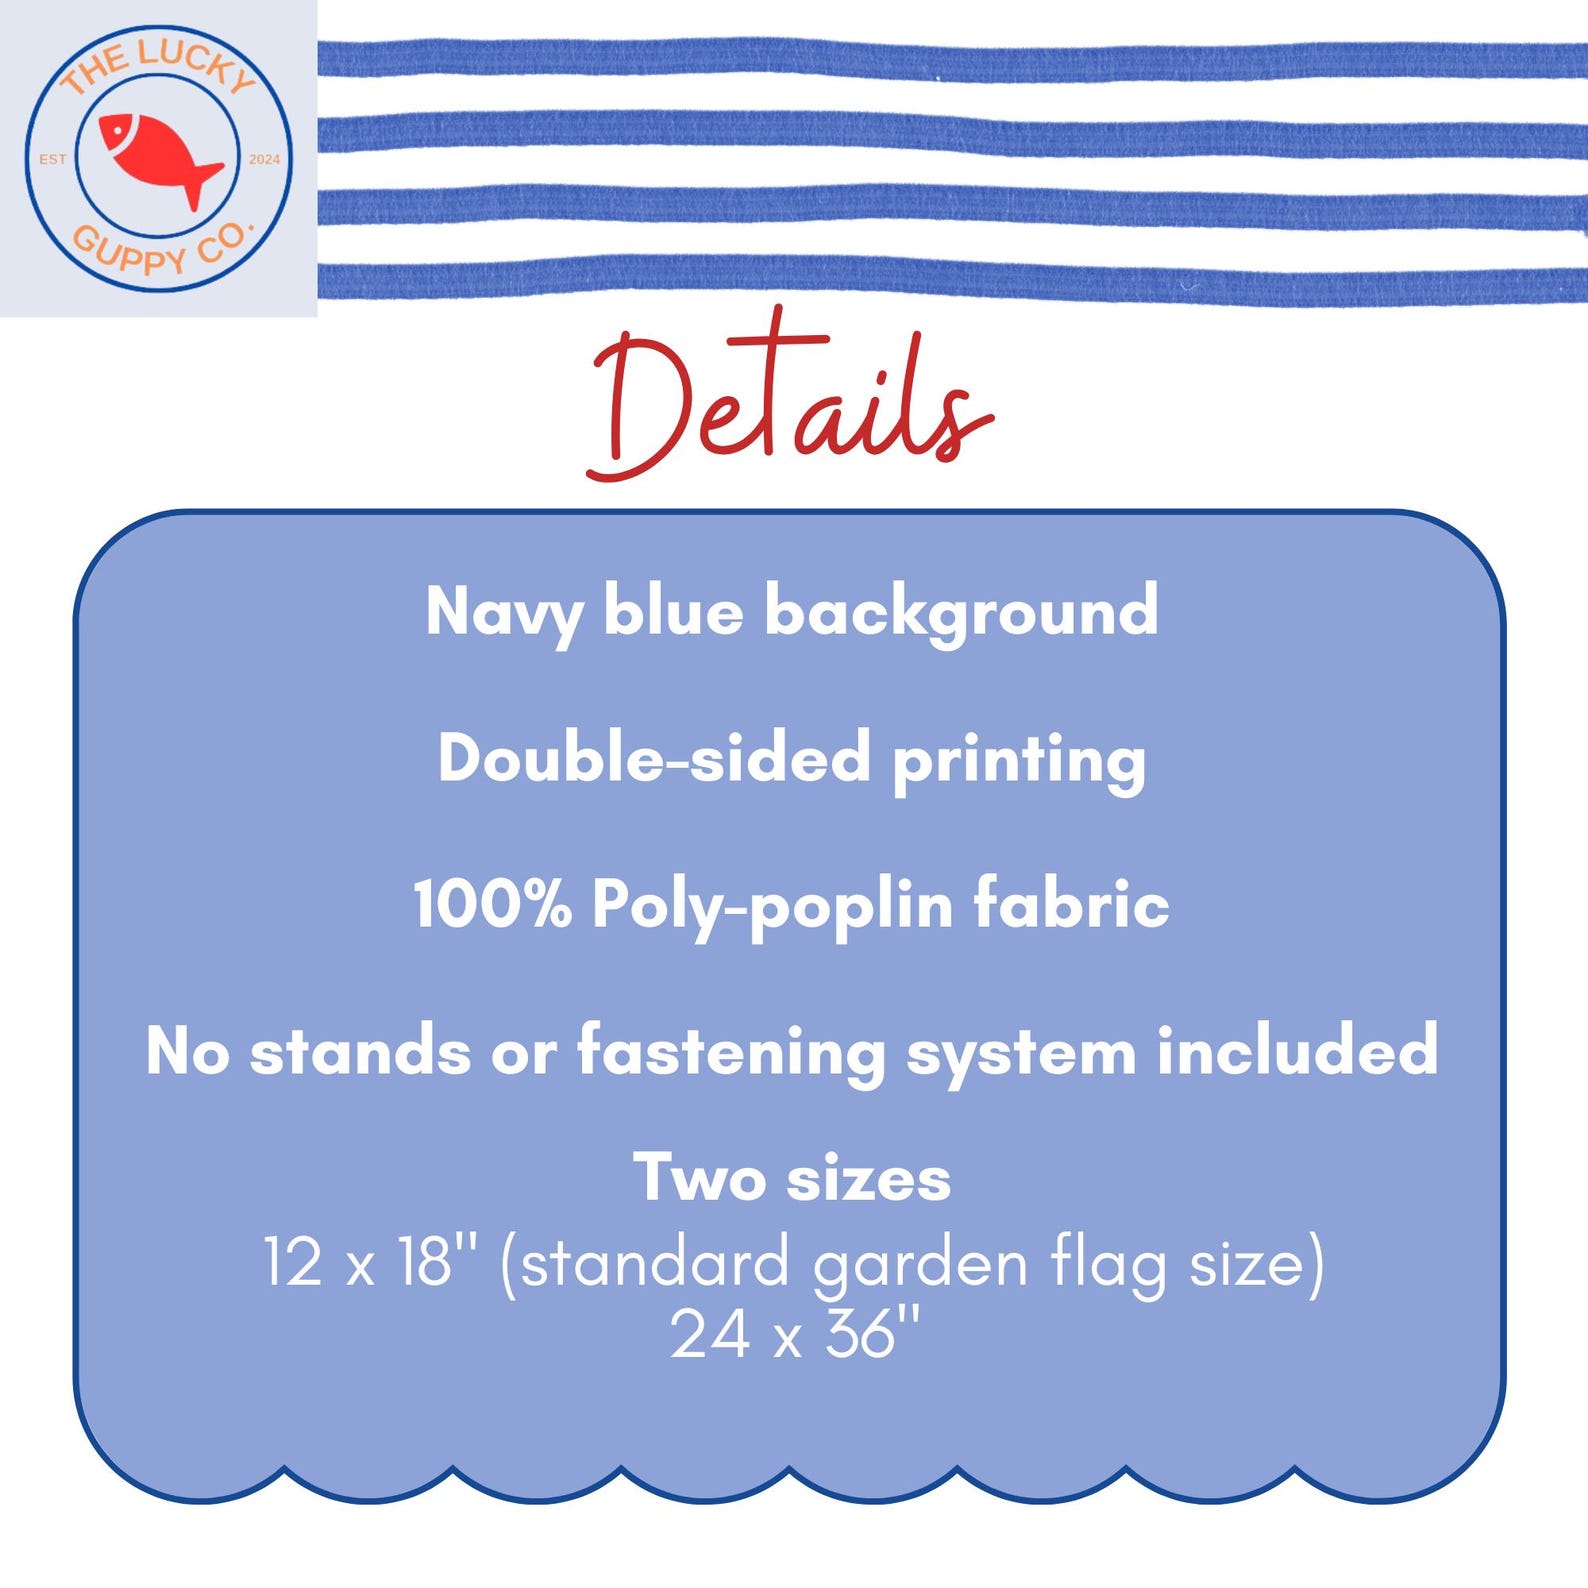 THE LUCKY
EST 2024
GUPPY CO.
Details
Navy blue background
Double-sided printing
100% Poly-poplin fabric
No stands or fastening system included
Two sizes
12 x 18" (standard garden flag size)
24 x 36"